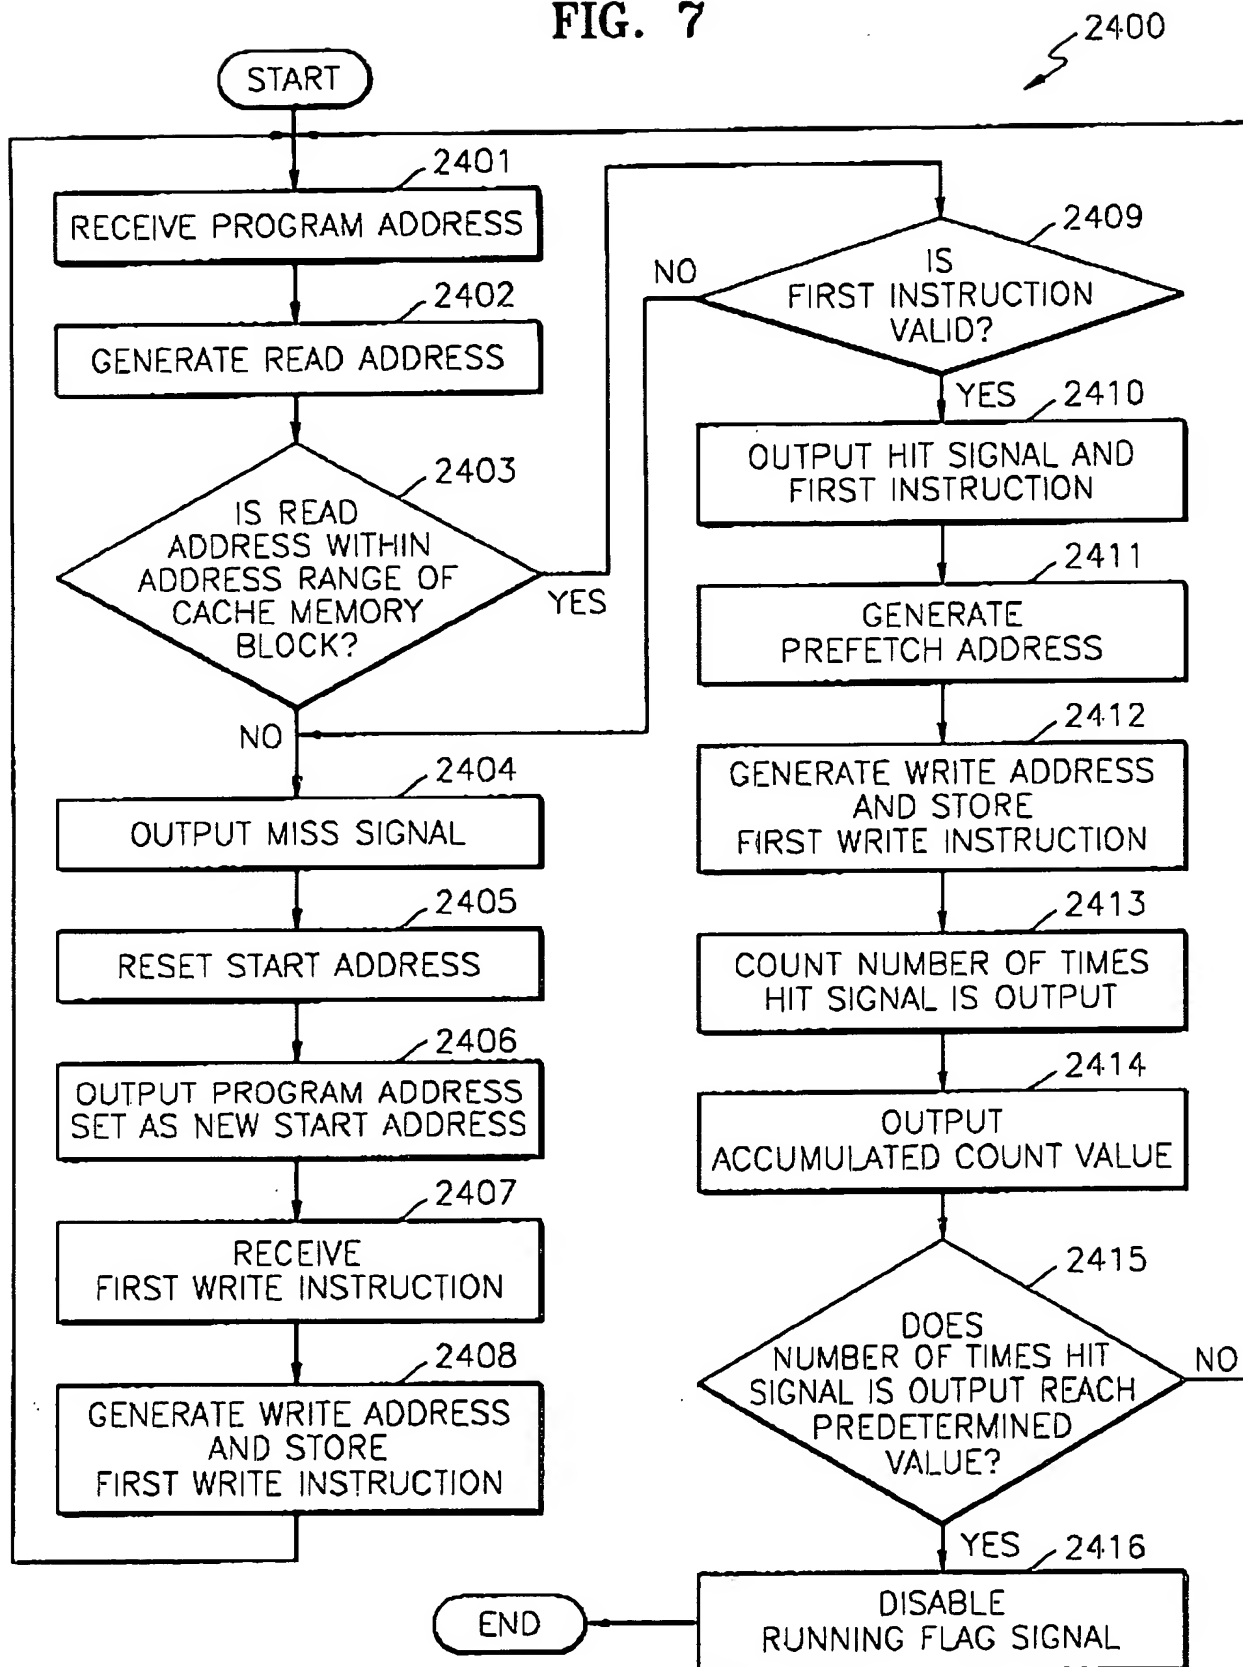 FIG. 7
2400
START
2401
RECEIVE PROGRAM ADDRESS
2402
GENERATE READ ADDRESS
2403
IS READ
ADDRESS WITHIN
ADDRESS RANGE OF
CACHE MEMORY
BLOCK?
YES
NO
2404
OUTPUT MISS SIGNAL
2405
RESET START ADDRESS
2406
OUTPUT PROGRAM ADDRESS
SET AS NEW START ADDRESS
2407
RECEIVE
FIRST WRITE INSTRUCTION
2408
GENERATE WRITE ADDRESS
AND STORE
FIRST WRITE INSTRUCTION
2409
IS
FIRST INSTRUCTION
VALID?
NO
YES
2410
OUTPUT HIT SIGNAL AND
FIRST INSTRUCTION
2411
GENERATE
PREFETCH ADDRESS
2412
GENERATE WRITE ADDRESS
AND STORE
FIRST WRITE INSTRUCTION
2413
COUNT NUMBER OF TIMES
HIT SIGNAL IS OUTPUT
2414
OUTPUT
ACCUMULATED COUNT VALUE
2415
DOES
NUMBER OF TIMES HIT
SIGNAL IS OUTPUT REACH
PREDETERMINED
VALUE?
NO
YES
2416
DISABLE
RUNNING FLAG SIGNAL
END